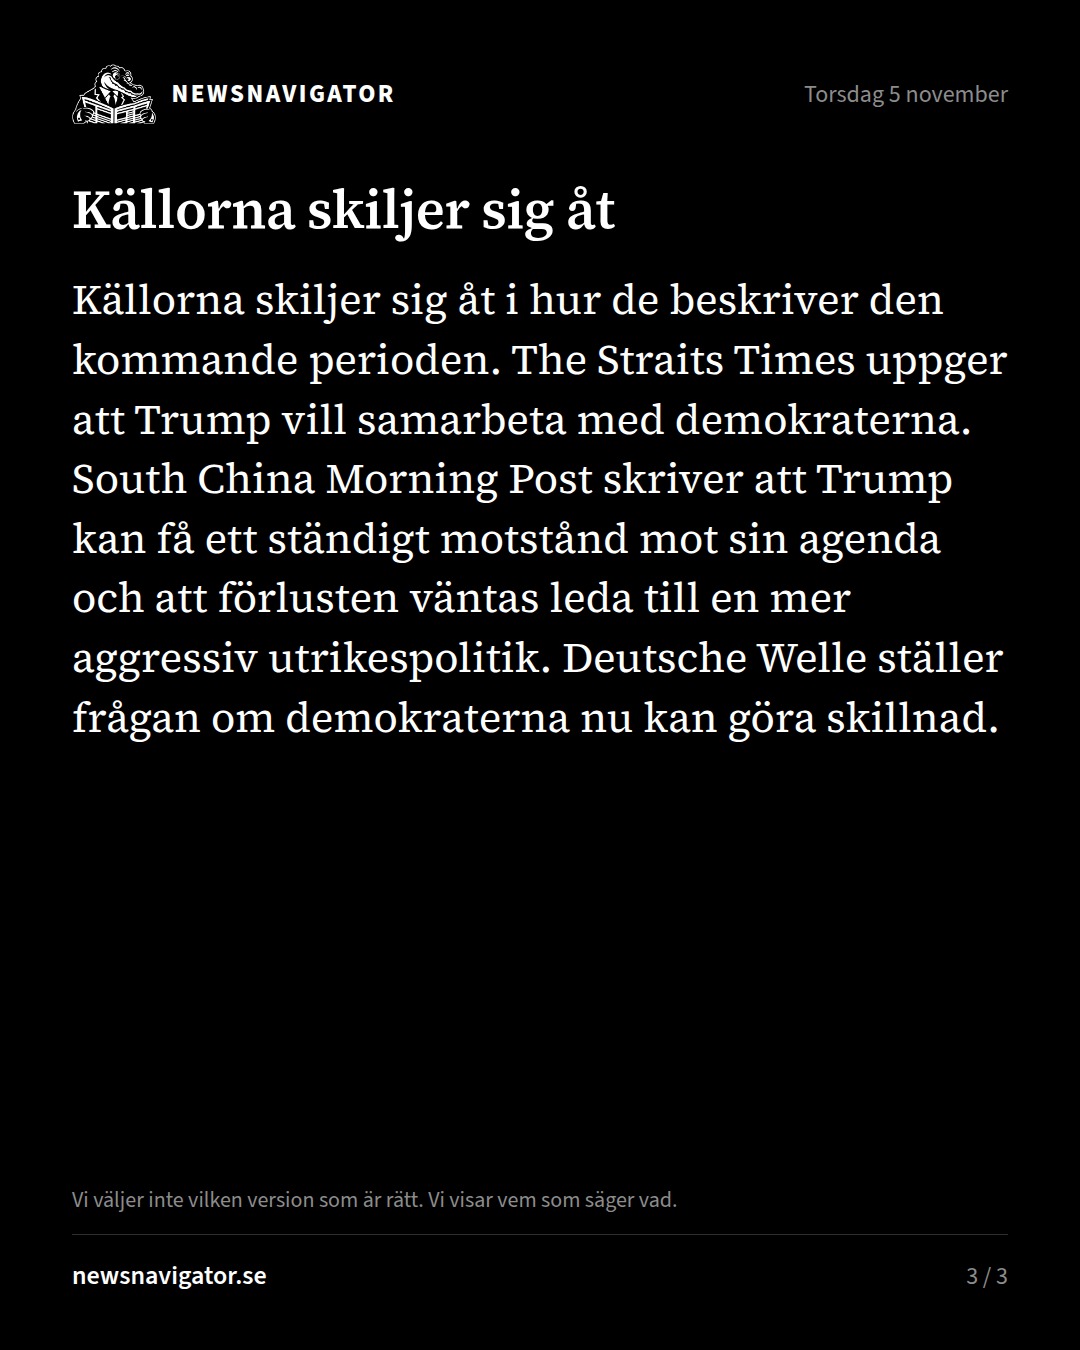 NEWSNAVIGATOR
Torsdag 5 november
Källorna skiljer sig åt
Källorna skiljer sig åt i hur de beskriver den
kommande perioden. The Straits Times uppger
att Trump vill samarbeta med demokraterna.
South China Morning Post skriver att Trump
kan få ett ständigt motstånd mot sin agenda
och att förlusten väntas leda till en mer
aggressiv utrikespolitik. Deutsche Welle ställer
frågan om demokraterna nu kan göra skillnad.
Vi väljer inte vilken version som är rätt. Vi visar vem som säger vad.
newsnavigator.se
3 / 3